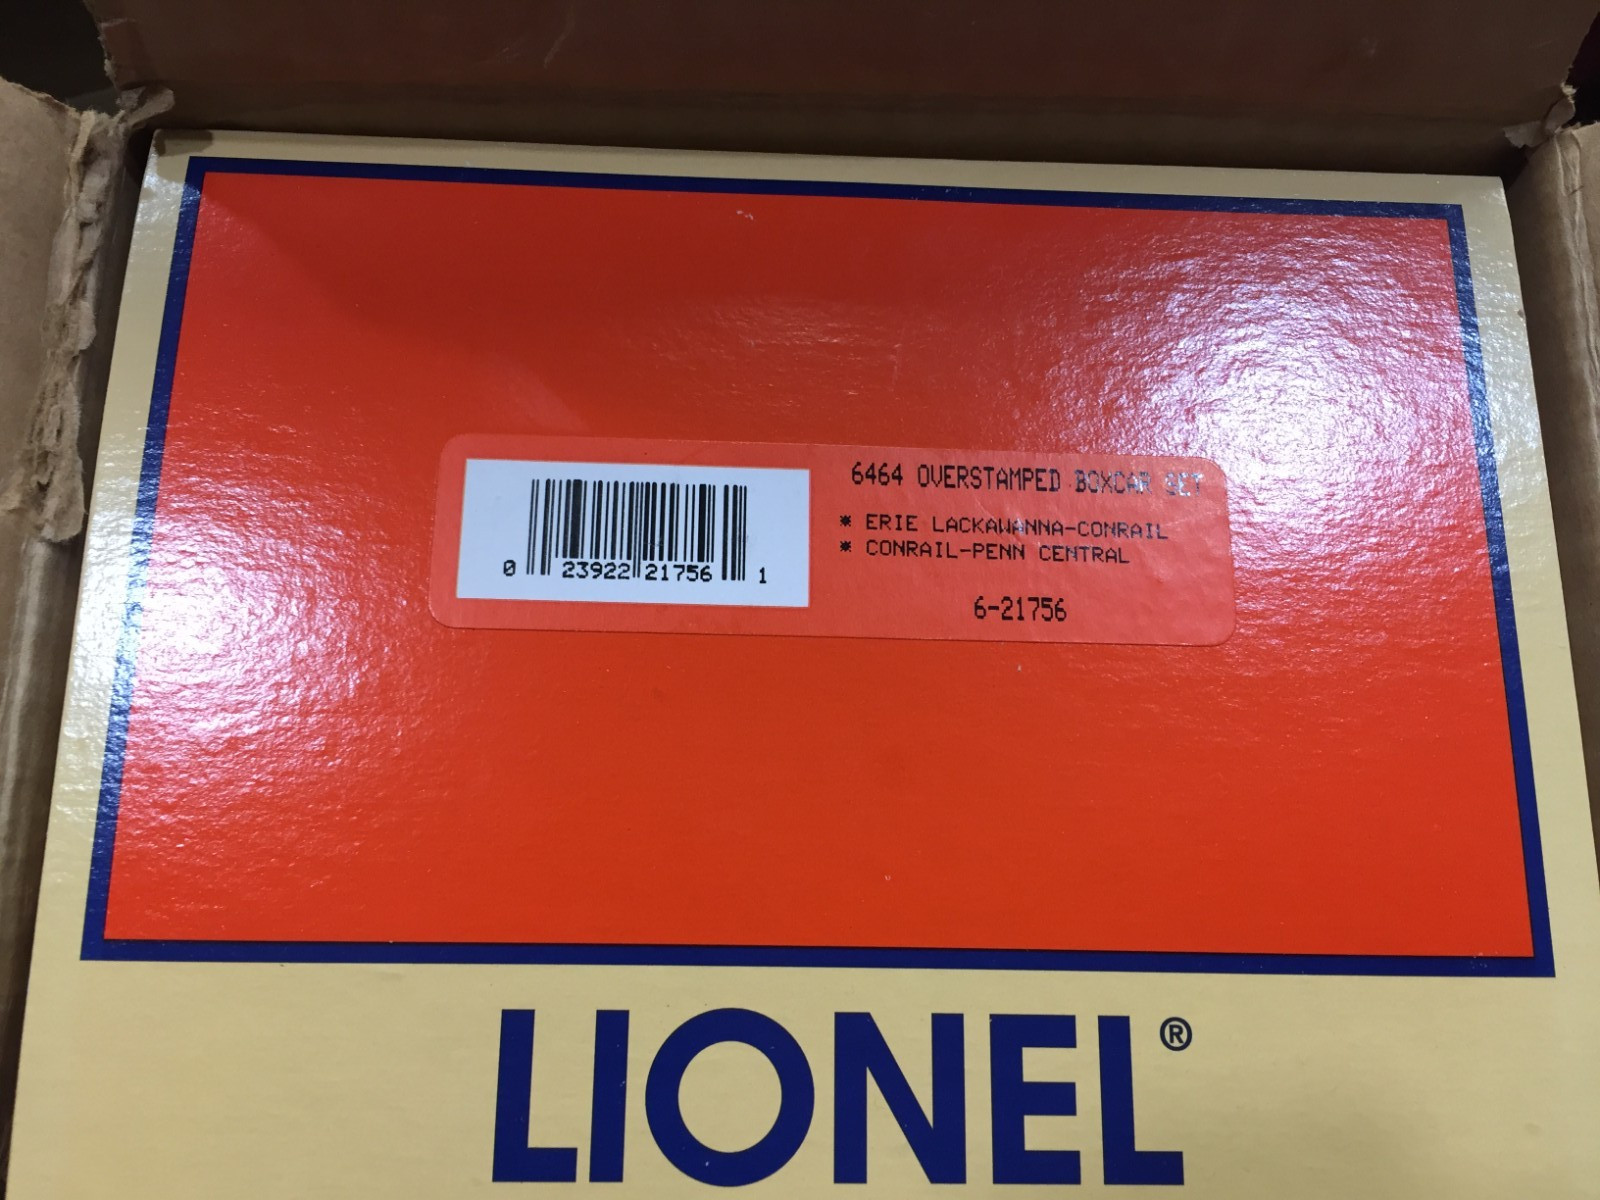 6464 OVERSTAMPED BOXCAR SET
* ERIE LACKAWANNA-CONRAIL
* CONRAIL-PENN CENTRAL
6-21756
0 23922 21756 1
LIONEL®